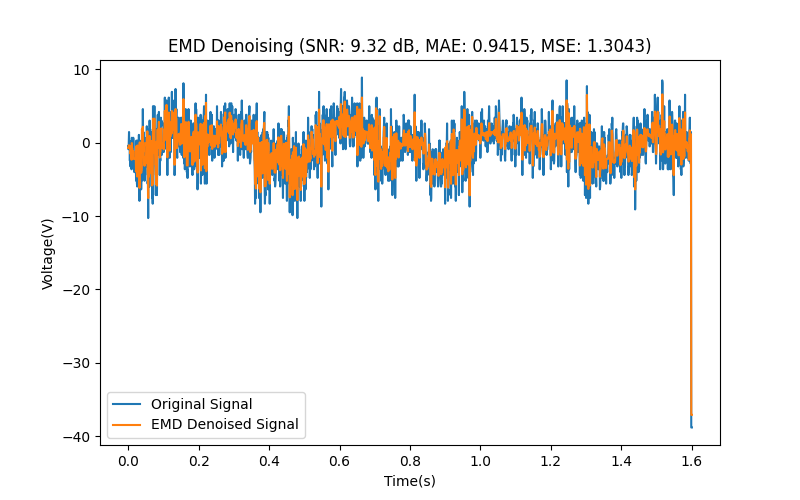 EMD Denoising (SNR: 9.32 dB, MAE: 0.9415, MSE: 1.3043)
10
0
−10
−20
−30
−40
Voltage(V)
Original Signal
EMD Denoised Signal
0.0 0.2 0.4 0.6 0.8 1.0 1.2 1.4 1.6
Time(s)